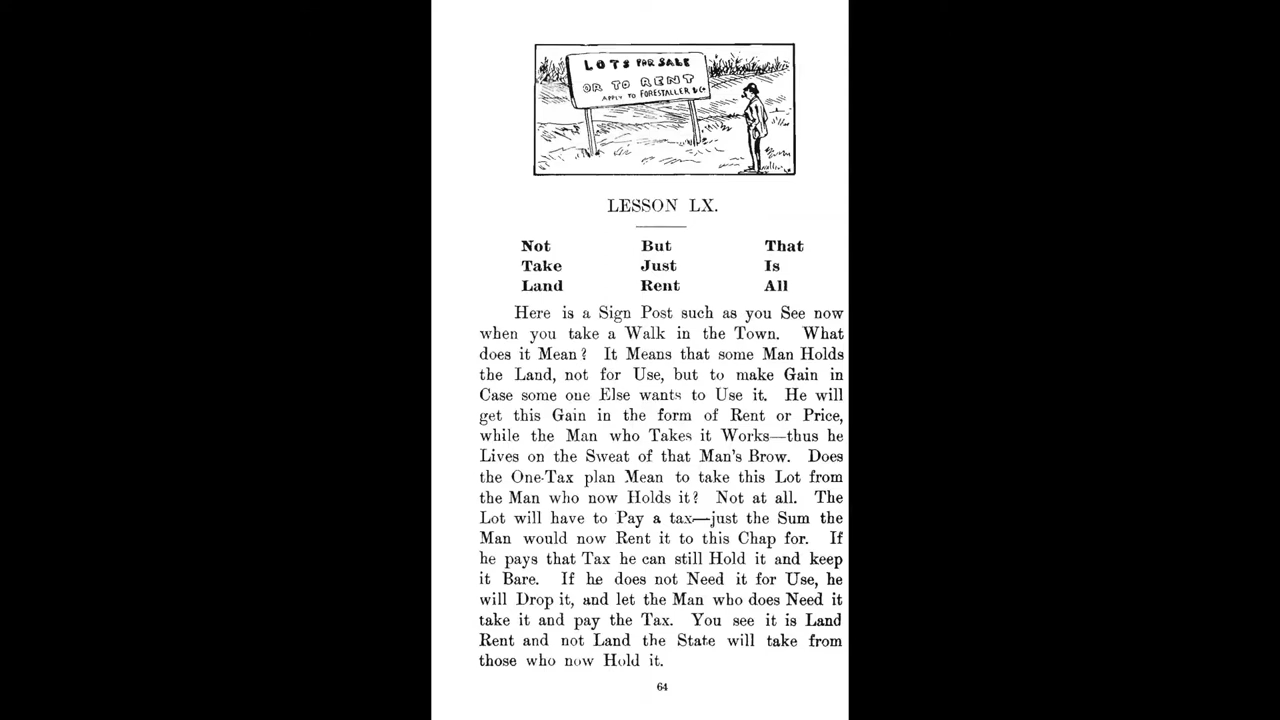 LOTS FOR SALE
OR TO RENT
APPLY TO FORESTALLER & Co
LESSON LX.
Not But That
Take Just Is
Land Rent All
Here is a Sign Post such as you See now
when you take a Walk in the Town. What
does it Mean? It Means that some Man Holds
the Land, not for Use, but to make Gain in
Case some one Else wants to Use it. He will
get this Gain in the form of Rent or Price,
while the Man who Takes it Works—thus he
Lives on the Sweat of that Man's Brow. Does
the One-Tax plan Mean to take this Lot from
the Man who now Holds it? Not at all. The
Lot will have to Pay a tax—just the Sum the
Man would now Rent it to this Chap for. If
he pays that Tax he can still Hold it and keep
it Bare. If he does not Need it for Use, he
will Drop it, and let the Man who does Need it
take it and pay the Tax. You see it is Land
Rent and not Land the State will take from
those who now Hold it.
64